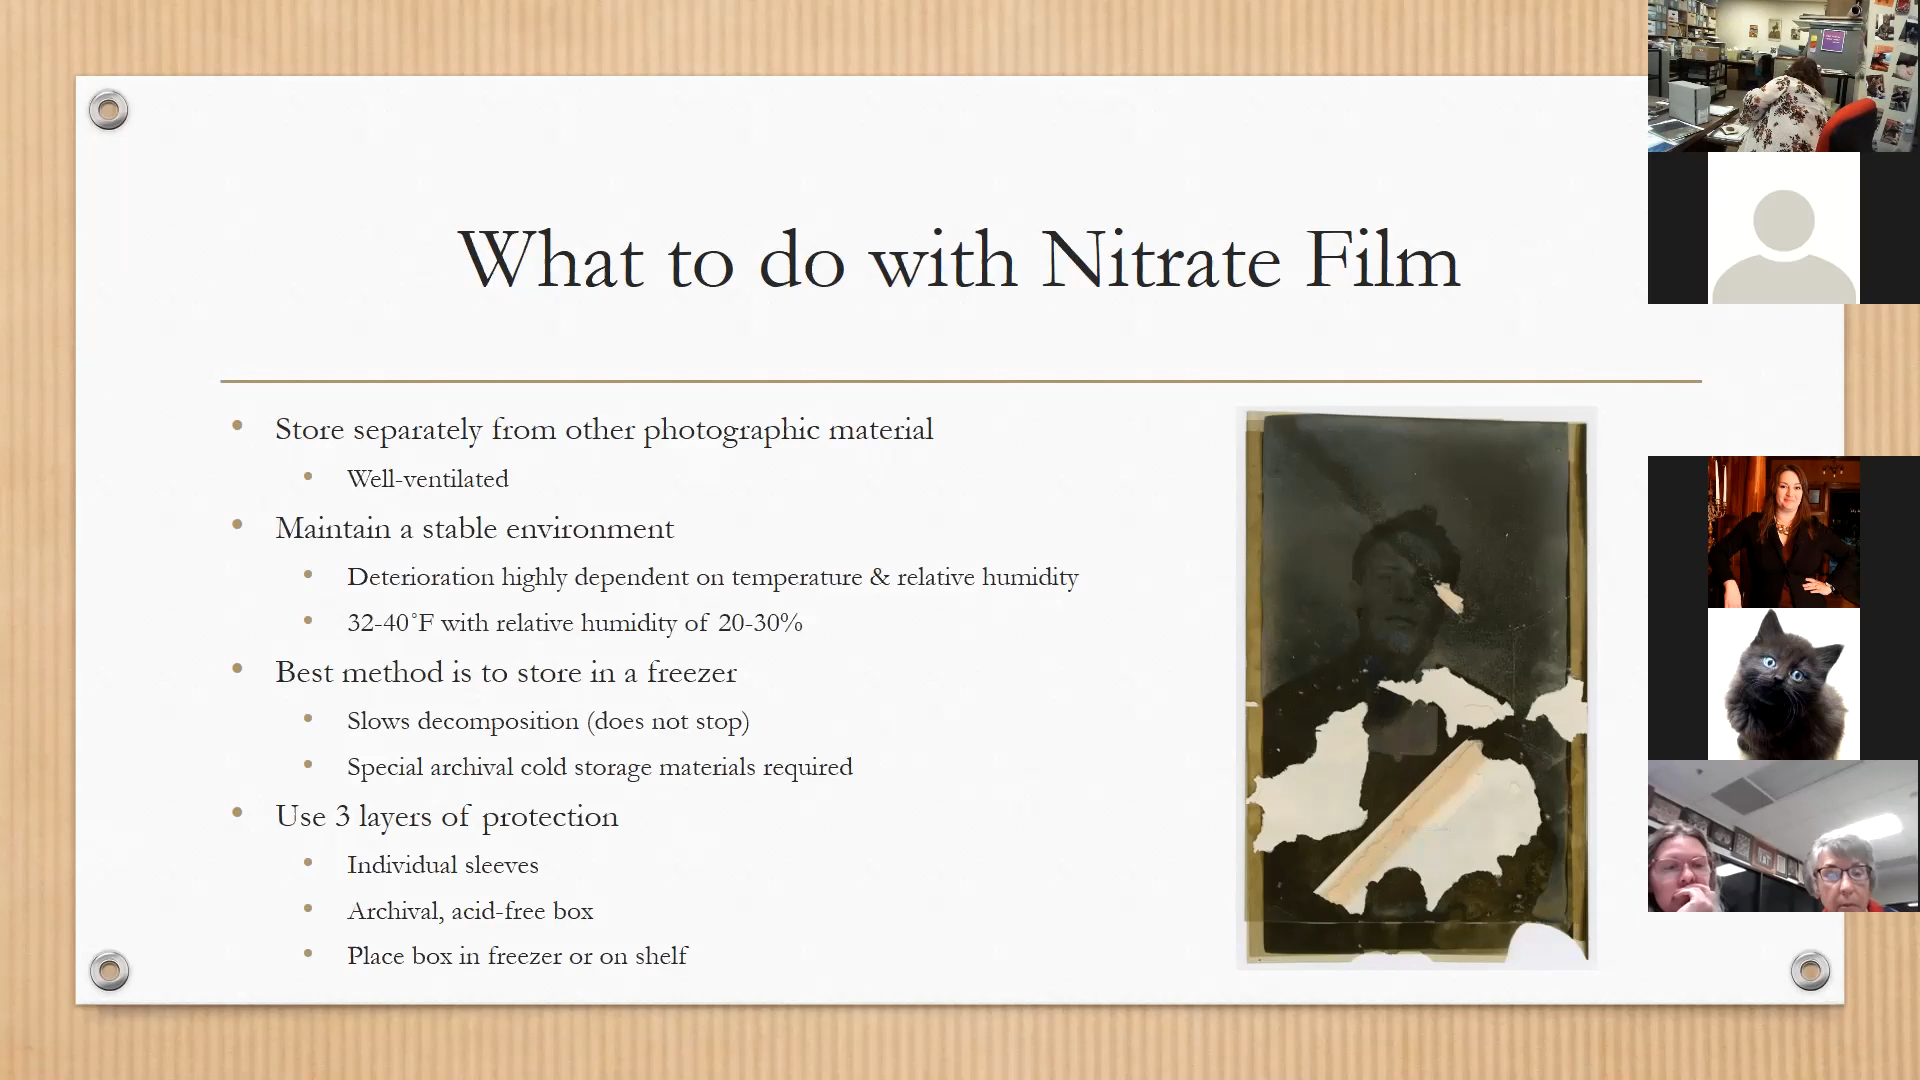 What to do with Nitrate Film
Store separately from other photographic material
Well-ventilated
Maintain a stable environment
Deterioration highly dependent on temperature & relative humidity
32-40˚F with relative humidity of 20-30%
Best method is to store in a freezer
Slows decomposition (does not stop)
Special archival cold storage materials required
Use 3 layers of protection
Individual sleeves
Archival, acid-free box
Place box in freezer or on shelf